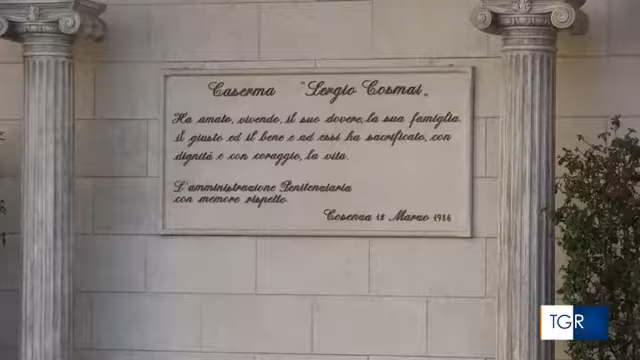 Caserma "Sergio Cosmai"
Ha amato, vivendo, il suo dovere, la sua famiglia
il giusto ed il bene e ad essi ha sacrificato, con
dignità e con coraggio, la vita.
L'amministrazione Penitenziaria
con memore rispetto
Cosenza 12 Marzo 1986
TGR